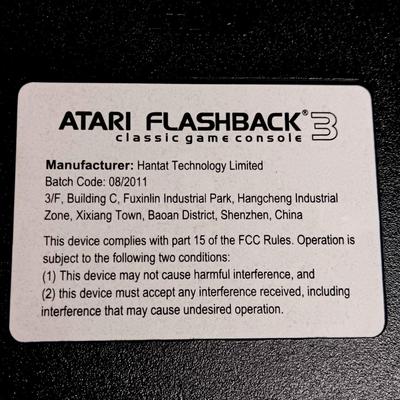 ATARI FLASHBACK® 3
classic game console
Manufacturer: Hantat Technology Limited
Batch Code: 08/2011
3/F, Building C, Fuxinlin Industrial Park, Hangcheng Industrial
Zone, Xixiang Town, Baoan District, Shenzhen, China
This device complies with part 15 of the FCC Rules. Operation is
subject to the following two conditions:
(1) This device may not cause harmful interference, and
(2) this device must accept any interference received, including
interference that may cause undesired operation.